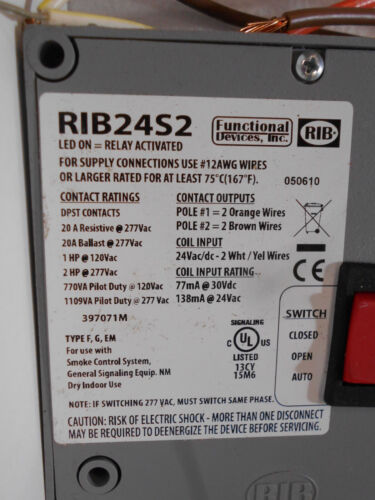 RIB24S2
Functional Devices, Inc.
RIB
LED ON = RELAY ACTIVATED
FOR SUPPLY CONNECTIONS USE #12AWG WIRES
OR LARGER RATED FOR AT LEAST 75°C(167°F).
050610
CONTACT RATINGS
DPST CONTACTS
20 A Resistive @ 277Vac
20A Ballast @ 277Vac
1 HP @ 120Vac
2 HP @ 277Vac
770VA Pilot Duty @ 120Vac
1109VA Pilot Duty @ 277 Vac
397071M
CONTACT OUTPUTS
POLE #1 = 2 Orange Wires
POLE #2 = 2 Brown Wires
COIL INPUT
24Vac/dc - 2 Wht / Yel Wires
COIL INPUT RATING
77mA @ 30Vdc
138mA @ 24Vac
CE
TYPE F, G, EM
For use with
Smoke Control System,
General Signaling Equip. NM
Dry Indoor Use
SIGNALING
C UL US
LISTED
13CY
15M6
SWITCH
CLOSED
OPEN
AUTO
NOTE: IF SWITCHING 277 VAC, MUST SWITCH SAME PHASE.
CAUTION: RISK OF ELECTRIC SHOCK - MORE THAN ONE DISCONNECT
MAY BE REQUIRED TO DEENERGIZE THE DEVICE BEFORE SERVICING.
RIB